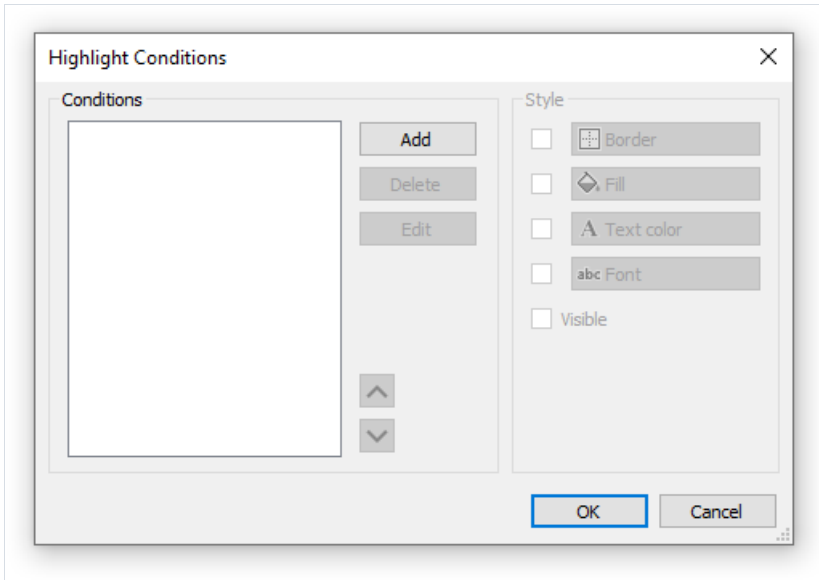 Highlight Conditions
Conditions
Add
Delete
Edit
Style
Border
Fill
A Text color
abc Font
Visible
OK
Cancel